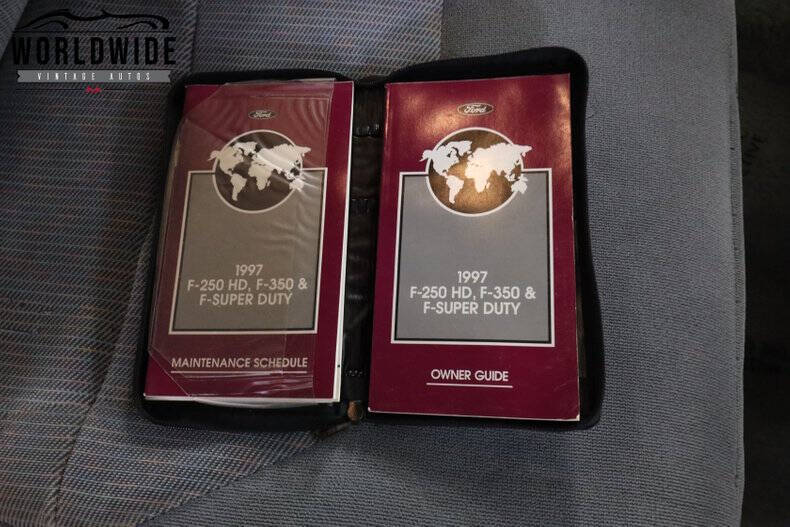 WORLDWIDE
VINTAGE AUTOS
Ford
1997
F-250 HD, F-350 &
F-SUPER DUTY
MAINTENANCE SCHEDULE
Ford
1997
F-250 HD, F-350 &
F-SUPER DUTY
OWNER GUIDE